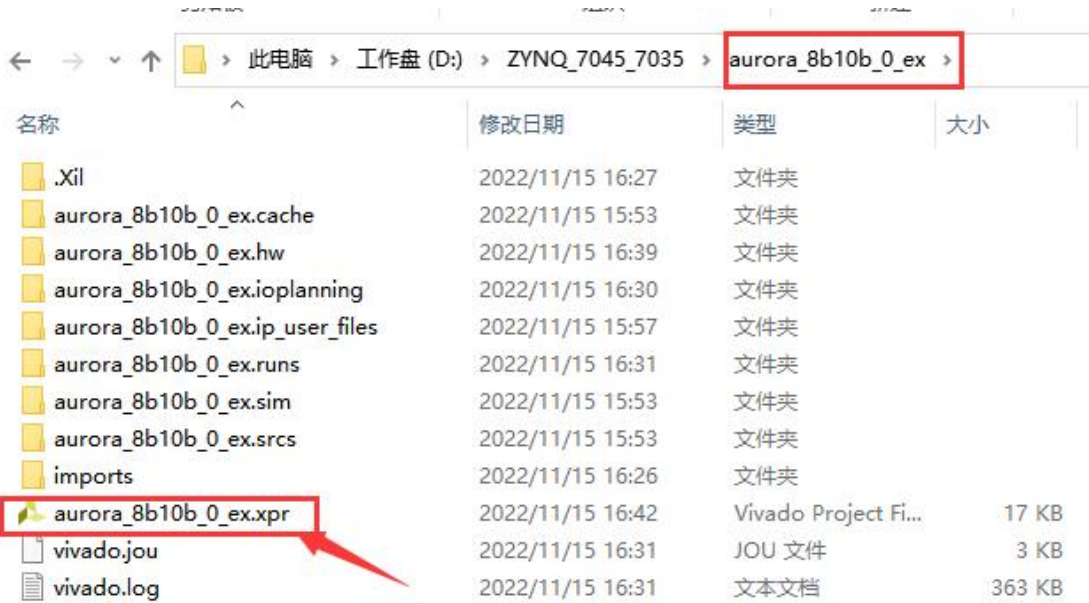 此电脑 › 工作盘 (D:) › ZYNQ_7045_7035 › aurora_8b10b_0_ex ›
名称 修改日期 类型 大小
.Xil 2022/11/15 16:27 文件夹
aurora_8b10b_0_ex.cache 2022/11/15 15:53 文件夹
aurora_8b10b_0_ex.hw 2022/11/15 16:39 文件夹
aurora_8b10b_0_ex.ioplanning 2022/11/15 16:30 文件夹
aurora_8b10b_0_ex.ip_user_files 2022/11/15 15:57 文件夹
aurora_8b10b_0_ex.runs 2022/11/15 16:31 文件夹
aurora_8b10b_0_ex.sim 2022/11/15 15:53 文件夹
aurora_8b10b_0_ex.srcs 2022/11/15 15:53 文件夹
imports 2022/11/15 16:26 文件夹
aurora_8b10b_0_ex.xpr 2022/11/15 16:42 Vivado Project Fi... 17 KB
vivado.jou 2022/11/15 16:31 JOU 文件 3 KB
vivado.log 2022/11/15 16:31 文本文档 363 KB